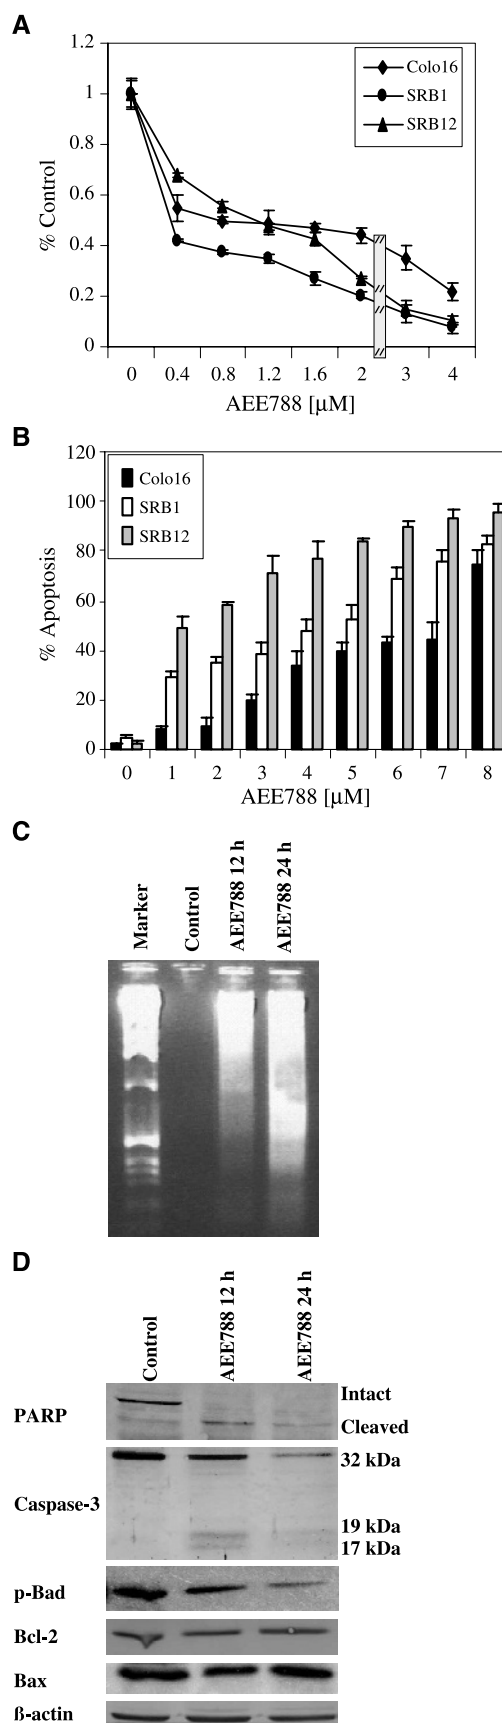 A
1.2
1
0.8
0.6
0.4
0.2
0
% Control
Colo16
SRB1
SRB12
0 0.4 0.8 1.2 1.6 2 3 4
AEE788 [µM]
B
120
100
80
60
40
20
0
% Apoptosis
Colo16
SRB1
SRB12
0 1 2 3 4 5 6 7 8
AEE788 [µM]
C
Marker
Control
AEE788 12 h
AEE788 24 h
D
Control
AEE788 12 h
AEE788 24 h
PARP
Intact
Cleaved
Caspase-3
32 kDa
19 kDa
17 kDa
p-Bad
Bcl-2
Bax
ß-actin